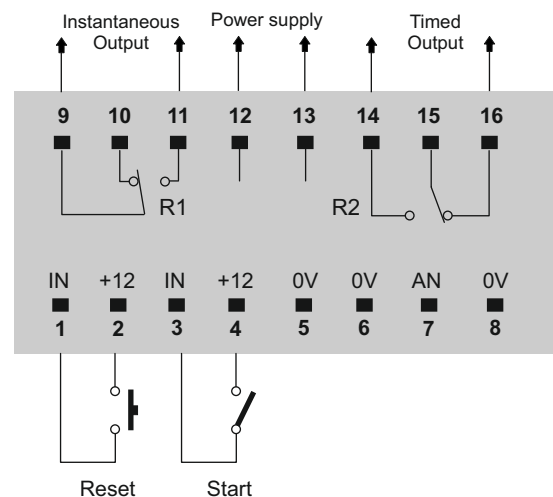 Instantaneous Output
Power supply
Timed Output
9 10 11 12 13 14 15 16
R1 R2
IN +12 IN +12 0V 0V AN 0V
1 2 3 4 5 6 7 8
Reset Start